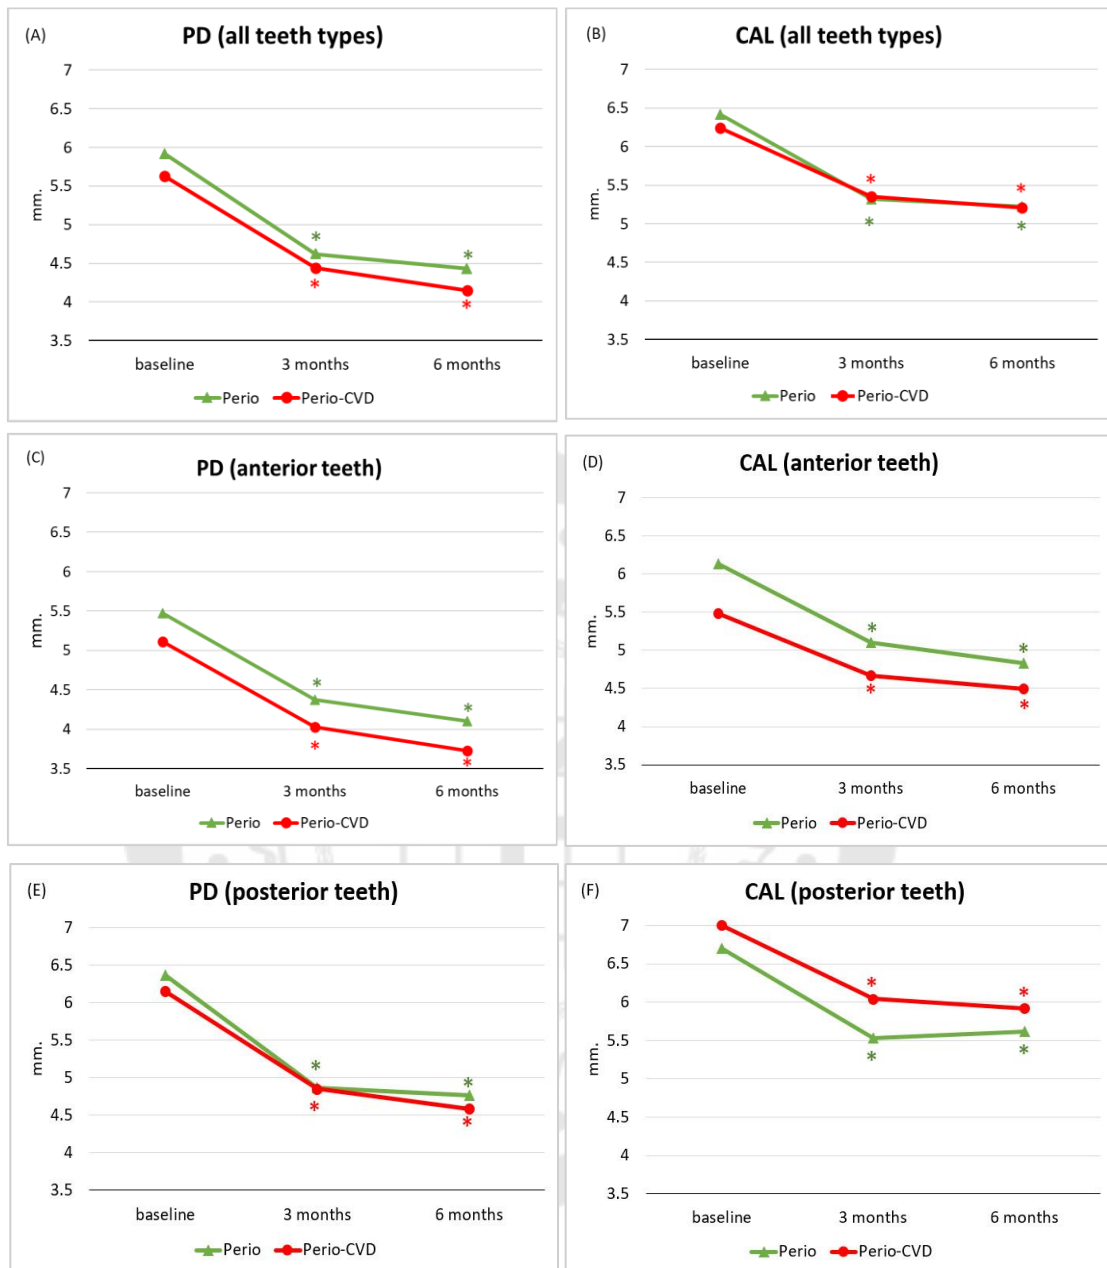 (A) PD (all teeth types)
7
6.5
6
5.5
5
4.5
4
3.5
mm.
* *
* *
baseline 3 months 6 months
Perio Perio-CVD
(B) CAL (all teeth types)
7
6.5
6
5.5
5
4.5
4
3.5
mm.
* *
* *
baseline 3 months 6 months
Perio Perio-CVD
(C) PD (anterior teeth)
7
6.5
6
5.5
5
4.5
4
3.5
mm.
* *
* *
baseline 3 months 6 months
Perio Perio-CVD
(D) CAL (anterior teeth)
7
6.5
6
5.5
5
4.5
4
3.5
mm.
* *
* *
baseline 3 months 6 months
Perio Perio-CVD
(E) PD (posterior teeth)
7
6.5
6
5.5
5
4.5
4
3.5
mm.
* *
* *
baseline 3 months 6 months
Perio Perio-CVD
(F) CAL (posterior teeth)
7
6.5
6
5.5
5
4.5
4
3.5
mm.
* *
* *
baseline 3 months 6 months
Perio Perio-CVD